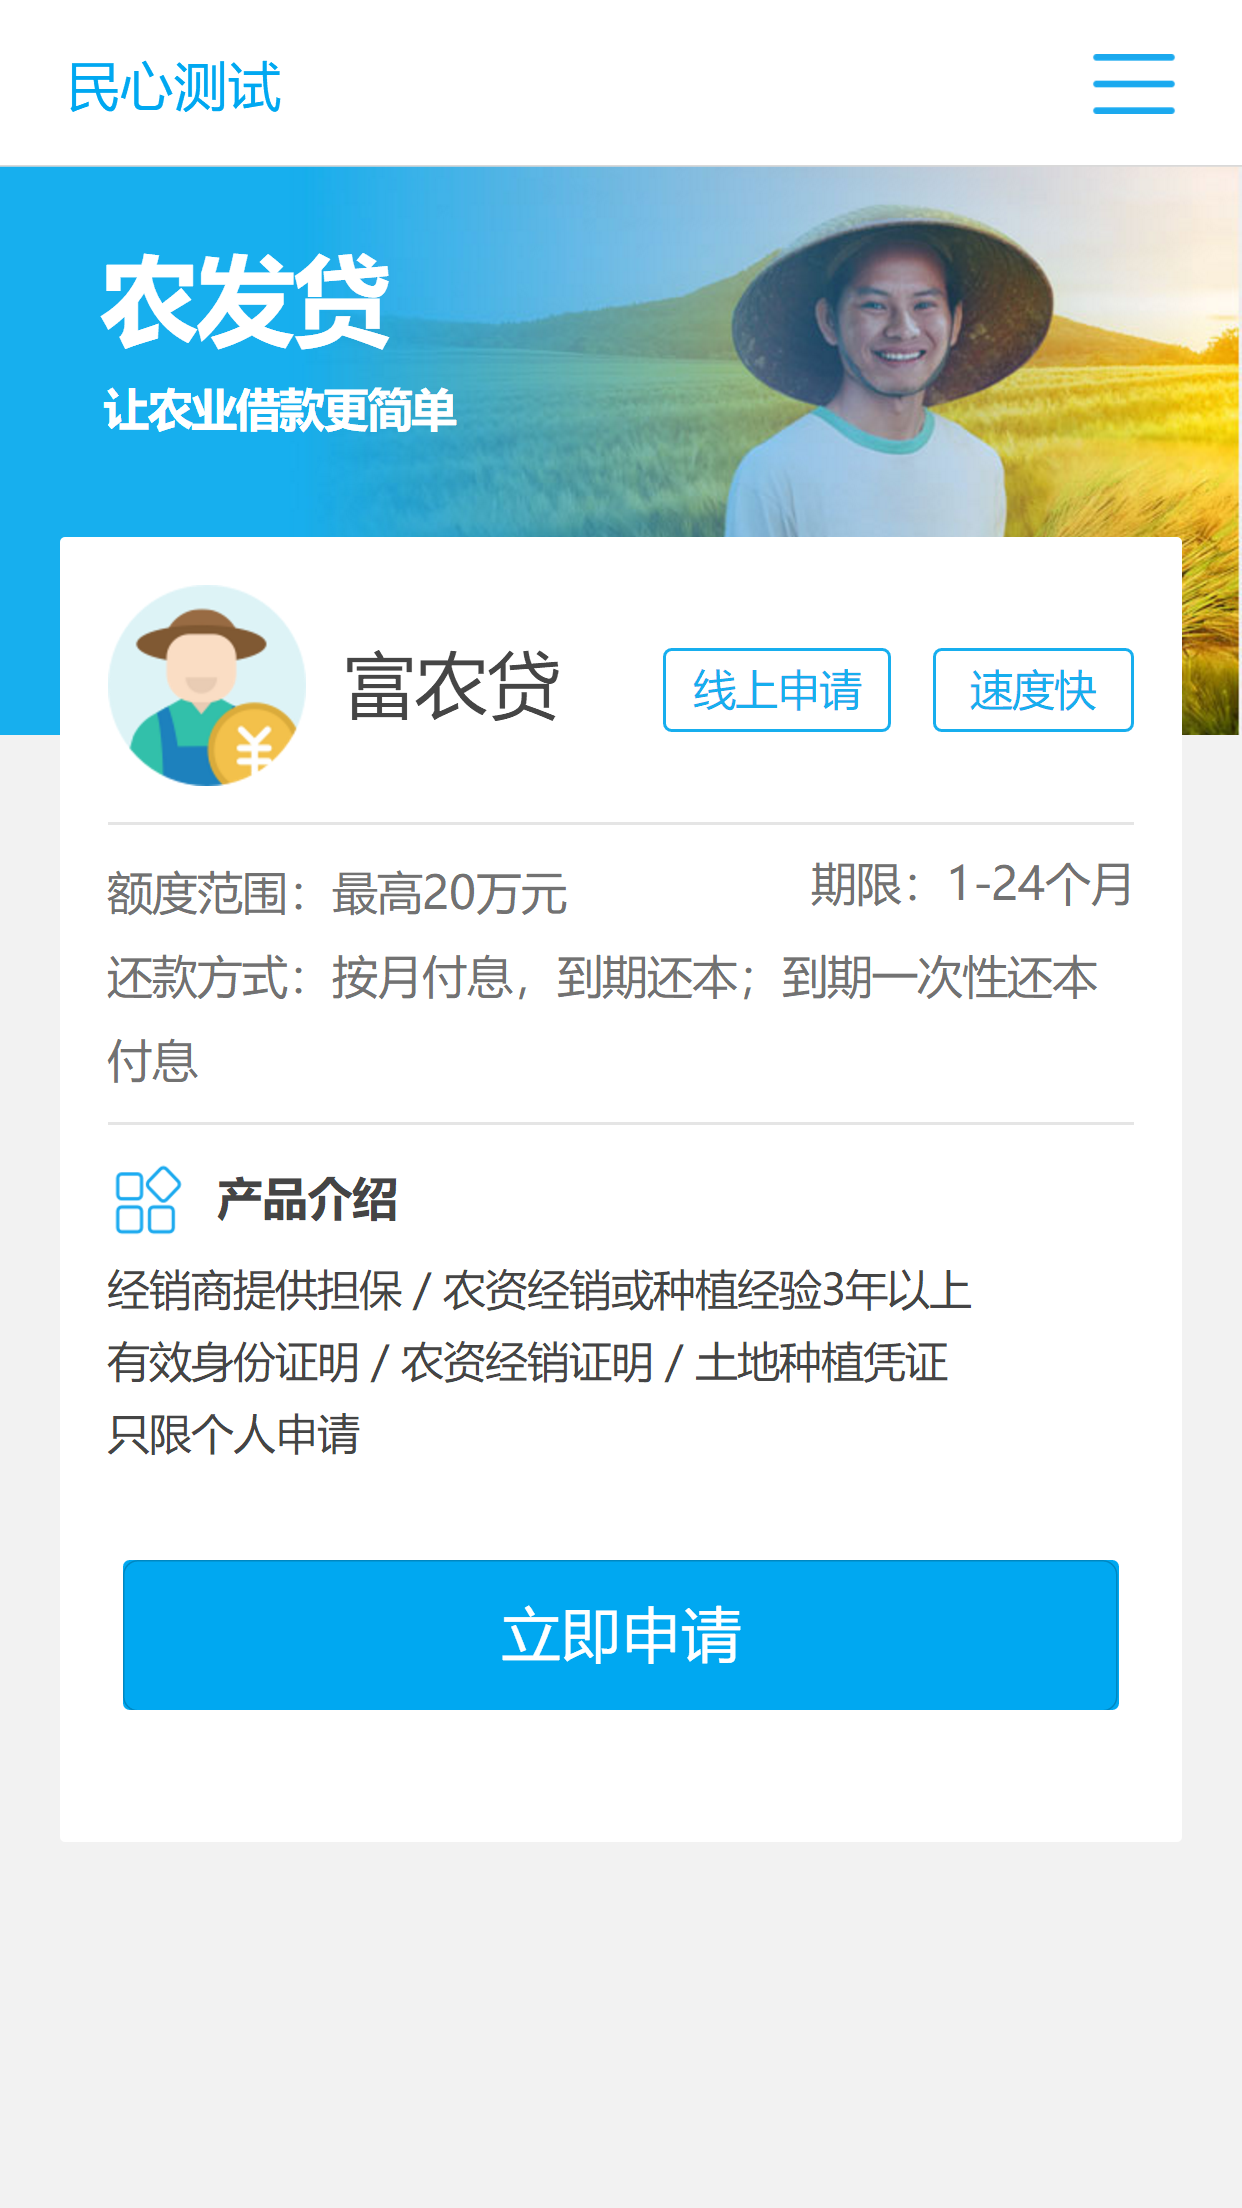 民心测试
农发贷
让农业借款更简单
富农贷
线上申请
速度快
额度范围：最高20万元
期限：1-24个月
还款方式：按月付息，到期还本；到期一次性还本
付息
产品介绍
经销商提供担保 / 农资经销或种植经验3年以上
有效身份证明 / 农资经销证明 / 土地种植凭证
只限个人申请
立即申请